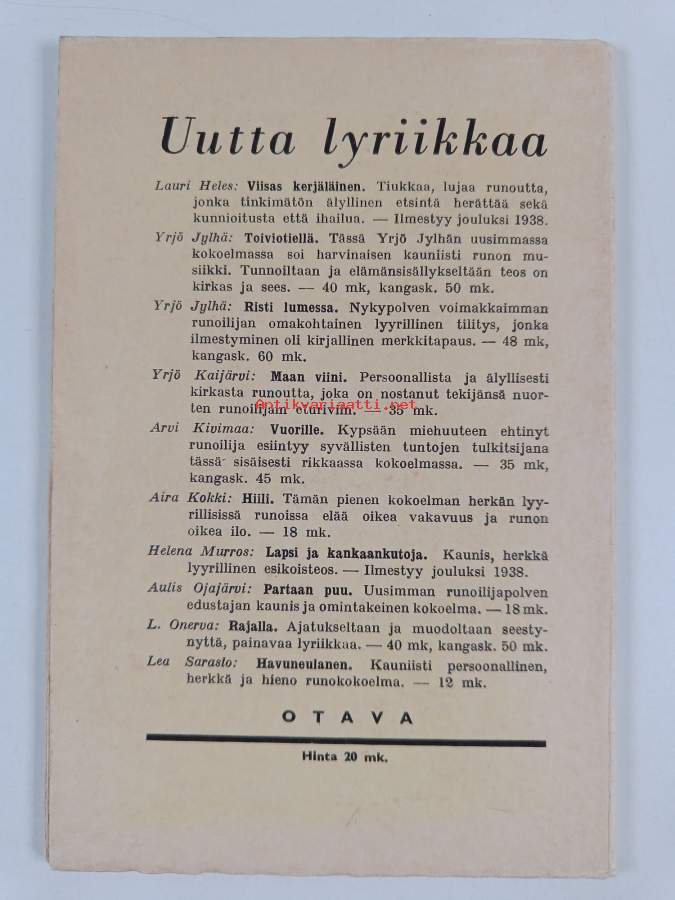 Uutta lyriikkaa
Lauri Heles: Viisas kerjäläinen. Tiukkaa, lujaa runoutta,
jonka tinkimätön älyllinen etsintä herättää sekä
kunnioitusta että ihailua. — Ilmestyy jouluksi 1938.
Yrjö Jylhä: Toiviotiellä. Tässä Yrjö Jylhän uusimmassa
kokoelmassa soi harvinaisen kauniisti runon mu-
siikki. Tunnoiltaan ja elämänsisällykseltään teos on
kirkas ja sees. — 40 mk, kangask. 50 mk.
Yrjö Jylhä: Risti lumessa. Nykypolven voimakkaimman
runoilijan omakohtainen lyyrillinen tilitys, jonka
ilmestyminen oli kirjallinen merkkitapaus. — 48 mk,
kangask. 60 mk.
Yrjö Kaijärvi: Maan viini. Persoonallista ja älyllisesti
kirkasta runoutta, joka on nostanut tekijänsä nuor-
ten runoilijain eturiviin. — 35 mk.
Antikvariaatti.net
Arvi Kivimaa: Vuorille. Kypsään miehuuteen ehtinyt
runoilija esiintyy syvällisten tuntojen tulkitsijana
tässä sisäisesti rikkaassa kokoelmassa. — 35 mk,
kangask. 45 mk.
Aira Kokki: Hiili. Tämän pienen kokoelman herkän lyy-
rillisissä runoissa elää oikea vakavuus ja runon
oikea ilo. — 18 mk.
Helena Murros: Lapsi ja kankaankutoja. Kaunis, herkkä
lyyrillinen esikoisteos. — Ilmestyy jouluksi 1938.
Aulis Ojajärvi: Partaan puu. Uusimman runoilijapolven
edustajan kaunis ja omintakeinen kokoelma. — 18 mk.
L. Onerva: Rajalla. Ajatukseltaan ja muodoltaan seesty-
nyttä, painavaa lyriikkaa. — 40 mk, kangask. 50 mk.
Lea Sarasto: Havuneulanen. Kauniisti persoonallinen,
herkkä ja hieno runokokoelma. — 12 mk.
OTAVA
Hinta 20 mk.